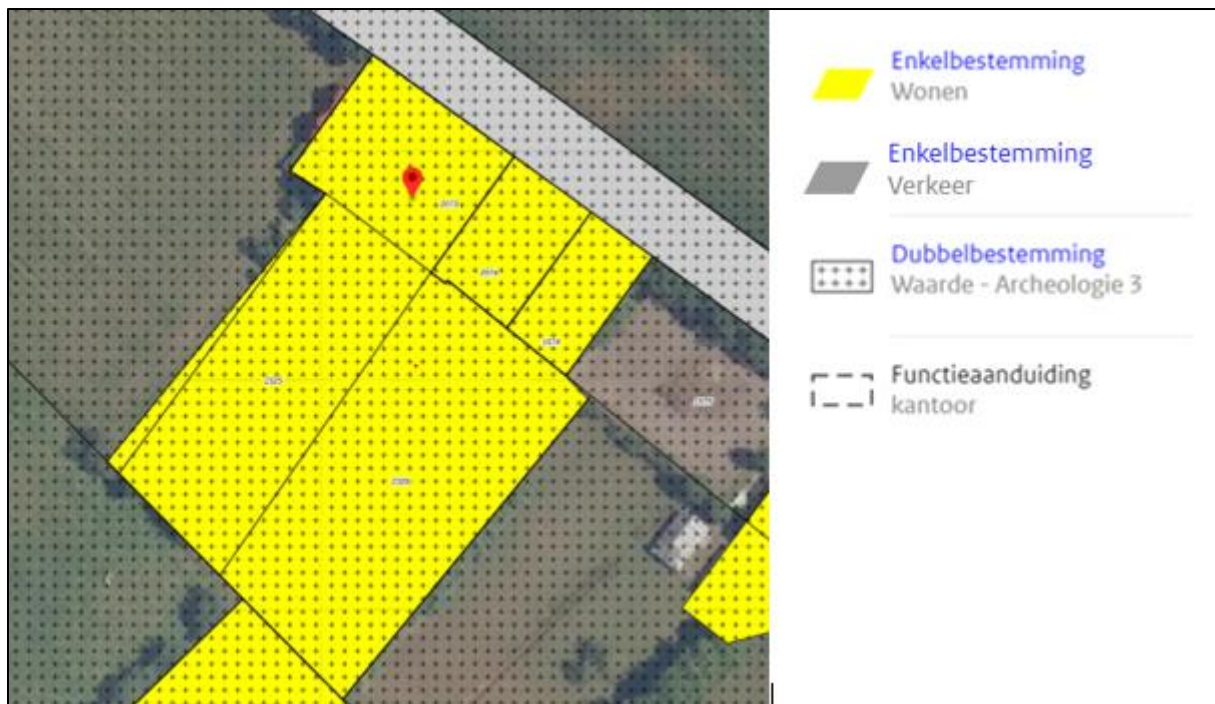 Enkelbestemming
Wonen
Enkelbestemming
Verkeer
Dubbelbestemming
Waarde - Archeologie 3
Functieaanduiding
kantoor